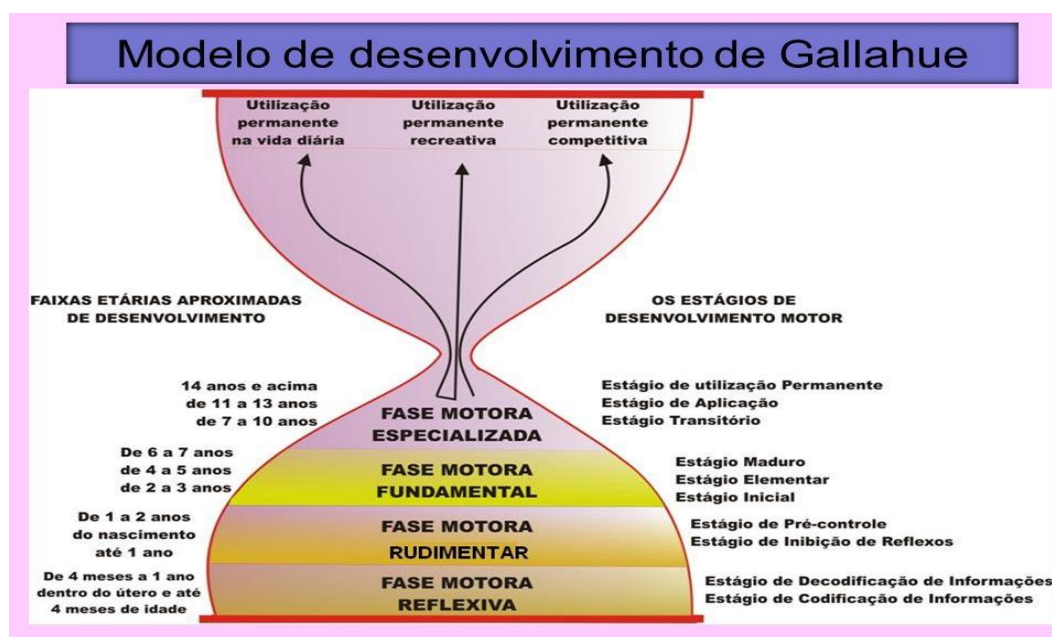 Modelo de desenvolvimento de Gallahue
Utilização
permanente
na vida diária
Utilização
permanente
recreativa
Utilização
permanente
competitiva
FAIXAS ETÁRIAS APROXIMADAS
DE DESENVOLVIMENTO
OS ESTÁGIOS DE
DESENVOLVIMENTO MOTOR
14 anos e acima
de 11 a 13 anos
de 7 a 10 anos
FASE MOTORA
ESPECIALIZADA
Estágio de utilização Permanente
Estágio de Aplicação
Estágio Transitório
De 6 a 7 anos
de 4 a 5 anos
de 2 a 3 anos
FASE MOTORA
FUNDAMENTAL
Estágio Maduro
Estágio Elementar
Estágio Inicial
De 1 a 2 anos
do nascimento
até 1 ano
FASE MOTORA
RUDIMENTAR
Estágio de Pré-controle
Estágio de Inibição de Reflexos
De 4 meses a 1 ano
dentro do útero e até
4 meses de idade
FASE MOTORA
REFLEXIVA
Estágio de Decodificação de Informações
Estágio de Codificação de Informações